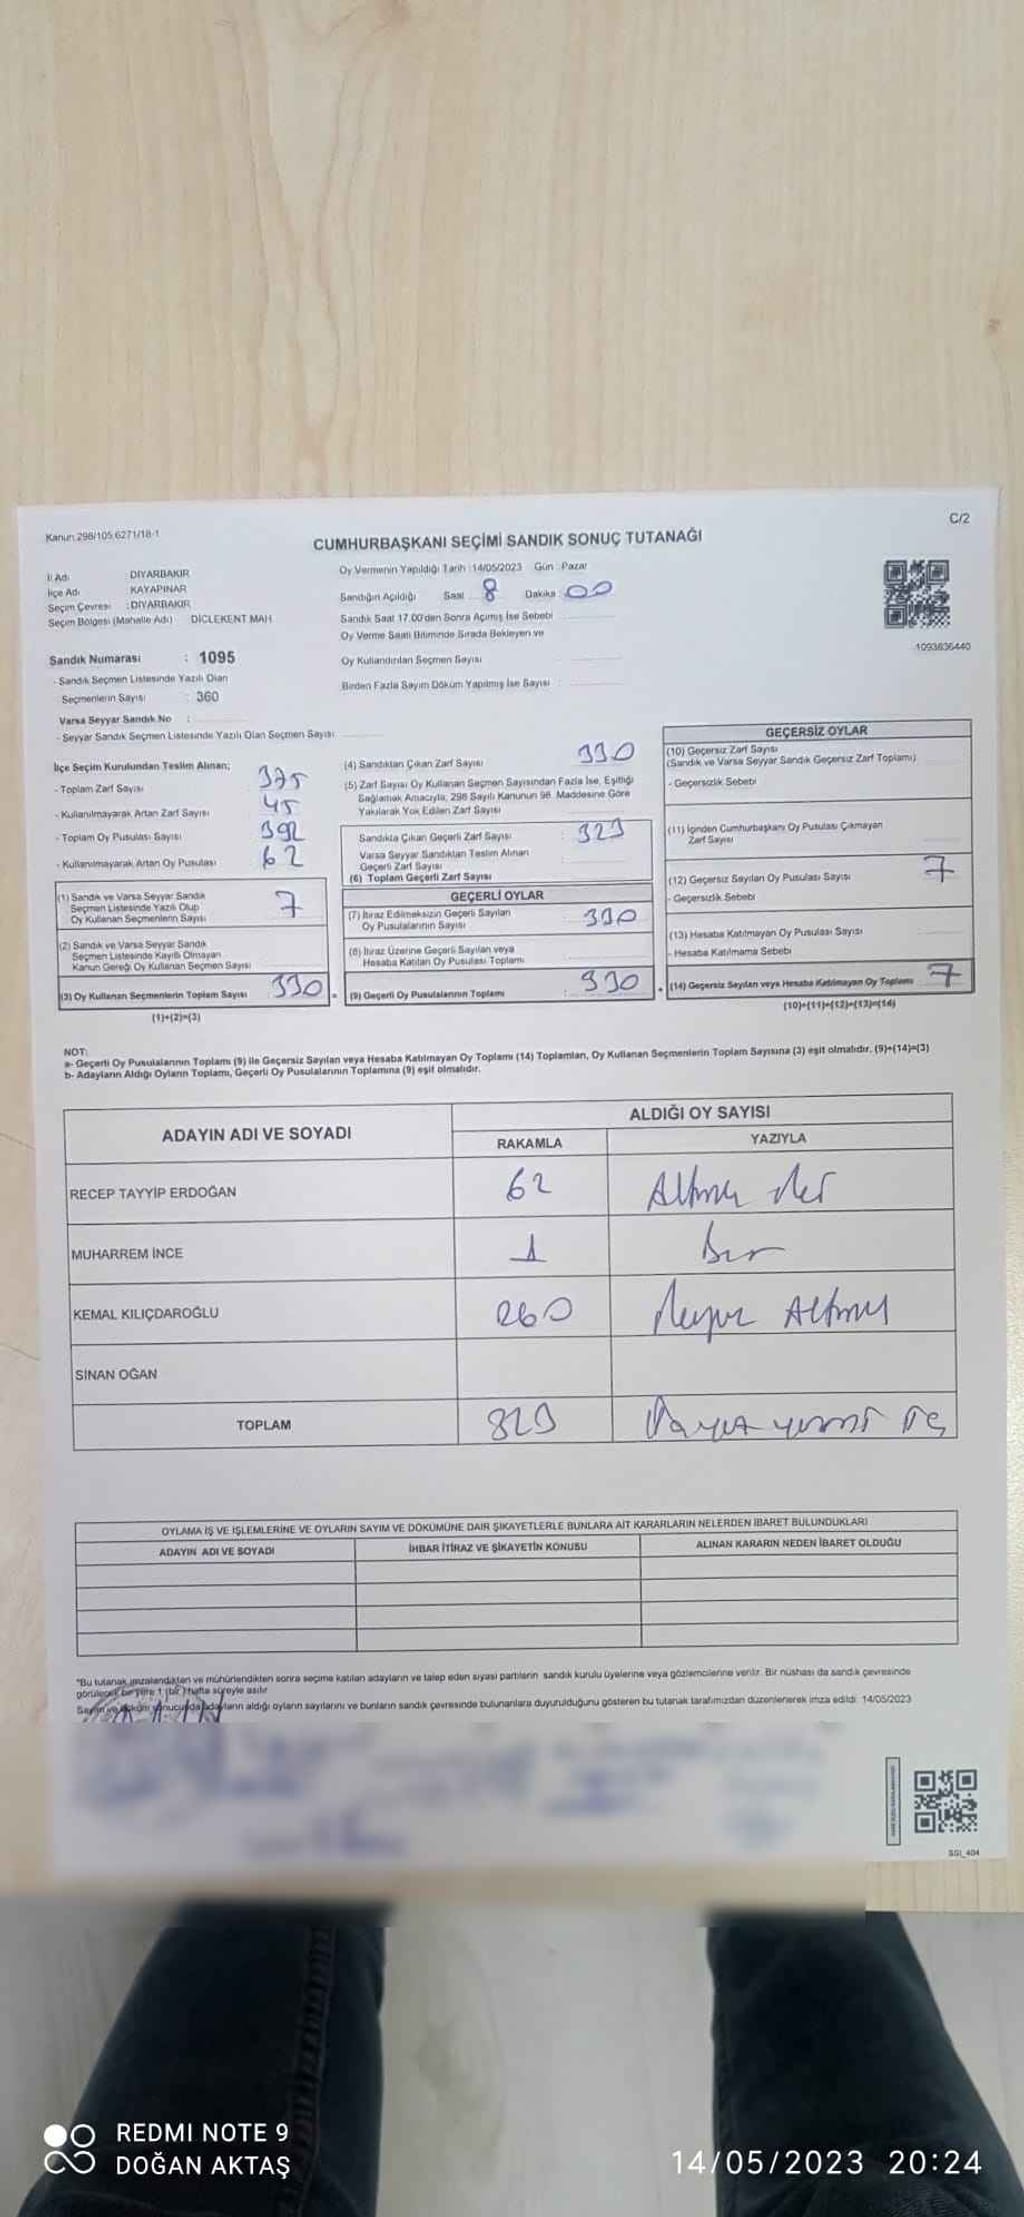 Kanun 298/105 6271/18-1
C/2
CUMHURBAŞKANI SEÇİMİ SANDIK SONUÇ TUTANAĞI
İl Adı : DİYARBAKIR
İlçe Adı : KAYAPINAR
Seçim Çevresi : DİYARBAKIR
Seçim Bölgesi (Mahalle Adı) DİCLEKENT MAH.
Oy Vermenin Yapıldığı Tarih :14/05/2023 Gün : Pazar
Sandığın Açıldığı Saat 8 Dakika : 00
Sandık Saat 17.00'den Sonra Açımış İse Sebebi
Oy Verme Saati Bitiminde Sırada Bekleyen ve
Oy Kullandırılan Seçmen Sayısı
Birden Fazla Sayım Döküm Yapılmış İse Sayısı :
1093636440
Sandık Numarası : 1095
- Sandık Seçmen Listesinde Yazılı Olan
Seçmenlerin Sayısı : 360
Varsa Seyyar Sandık No :
- Seyyar Sandık Seçmen Listesinde Yazılı Olan Seçmen Sayısı
İlçe Seçim Kurulundan Teslim Alınan;
- Toplam Zarf Sayısı : 375
- Kullanılmayarak Artan Zarf Sayısı 45
- Toplam Oy Pusulası Sayısı 392
- Kullanılmayarak Artan Oy Pusulası 62
(1) Sandık ve Varsa Seyyar Sandık
Seçmen Listesinde Yazılı Olup
Oy Kullanan Seçmenlerin Sayısı 7
(2) Sandık ve Varsa Seyyar Sandık
Seçmen Listesinde Kayıtlı Olmayan
Kanun Gereği Oy Kullanan Seçmen Sayısı
(3) Oy Kullanan Seçmenlerin Toplam Sayısı 330
(1)+(2)=(3)
(4) Sandıktan Çıkan Zarf Sayısı 330
(5) Zarf Sayısı Oy Kullanan Seçmen Sayısından Fazla İse, Eşitliği
Sağlamak Amacıyla, 298 Sayılı Kanunun 98. Maddesine Göre
Yakılarak Yok Edilen Zarf Sayısı
Sandıkta Çıkan Geçerli Zarf Sayısı : 323
Varsa Seyyar Sandıktan Teslim Alınan
Geçerli Zarf Sayısı
(6) Toplam Geçerli Zarf Sayısı
GEÇERLİ OYLAR
(7) İtiraz Edilmeksizin Geçerli Sayılan
Oy Pusulalarının Sayısı : 330
(8) İtiraz Üzerine Geçerli Sayılan veya
Hesaba Katılan Oy Pusulası Toplamı
(9) Geçerli Oy Pusulalarının Toplamı : 330
GEÇERSİZ OYLAR
(10) Geçersiz Zarf Sayısı
(Sandık ve Varsa Seyyar Sandık Geçersiz Zarf Toplamı)
- Geçersizlik Sebebi
(11) İçinden Cumhurbaşkanı Oy Pusulası Çıkmayan
Zarf Sayısı
(12) Geçersiz Sayılan Oy Pusulası Sayısı 7
- Geçersizlik Sebebi
(13) Hesaba Katılmayan Oy Pusulası Sayısı
- Hesaba Katılmama Sebebi
(14) Geçersiz Sayılan veya Hesaba Katılmayan Oy Toplamı 7
(10)+(11)+(12)+(13)=(14)
NOT:
a- Geçerli Oy Pusulalarının Toplamı (9) ile Geçersiz Sayılan veya Hesaba Katılmayan Oy Toplamı (14) Toplamları, Oy Kullanan Seçmenlerin Toplam Sayısına (3) eşit olmalıdır. (9)+(14)=(3)
b- Adayların Aldığı Oyların Toplamı, Geçerli Oy Pusulalarının Toplamına (9) eşit olmalıdır.
ADAYIN ADI VE SOYADI ALDIĞI OY SAYISI
RAKAMLA YAZIYLA
RECEP TAYYİP ERDOĞAN 62 Altmış
MUHARREM İNCE 1 Bir
KEMAL KILIÇDAROĞLU 260 Altmış
SİNAN OĞAN
TOPLAM 323 yirmi üç
OYLAMA İŞ VE İŞLEMLERİNE VE OYLARIN SAYIM VE DÖKÜMÜNE DAİR ŞİKAYETLERLE BUNLARA AİT KARARLARIN NELERDEN İBARET BULUNDUKLARI
ADAYIN ADI VE SOYADI İHBAR İTİRAZ VE ŞİKAYETİN KONUSU ALINAN KARARIN NEDEN İBARET OLDUĞU
*Bu tutanak imzalandıktan ve mühürlendikten sonra seçime katılan adayların ve talep eden siyasi partilerin sandık kurulu üyelerine veya gözlemcilerine verilir. Bir nüshası da sandık çevresinde
görülecek bir yere 1 (bir) hafta süreyle asılır
Sayım ve döküm sonucunda adayların aldığı oyların sayılarını ve bunların sandık çevresinde bulunanlara duyurulduğunu gösteren bu tutanak tarafımızdan düzenlenerek imza edildi. 14/05/2023
SGI_404
REDMI NOTE 9
DOĞAN AKTAŞ
14/05/2023 20:24